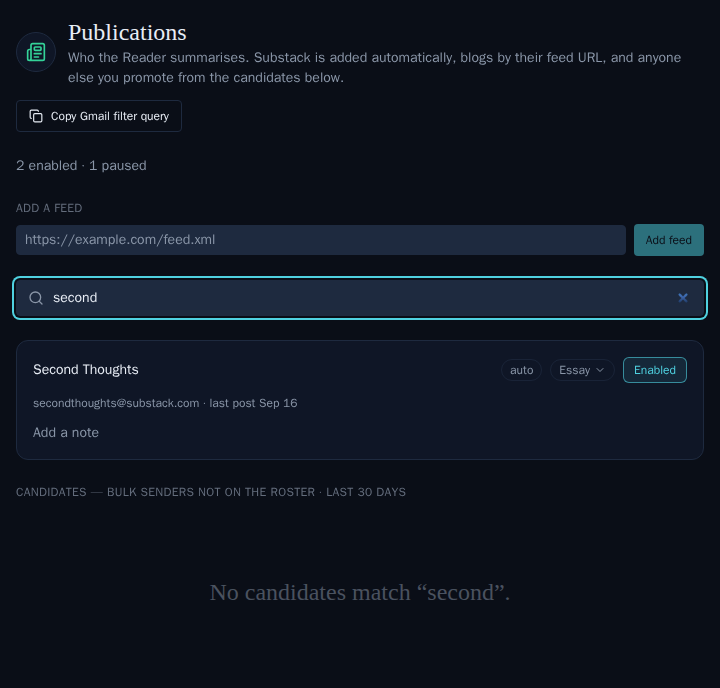 Publications
Who the Reader summarises. Substack is added automatically, blogs by their feed URL, and anyone
else you promote from the candidates below.
Copy Gmail filter query
2 enabled · 1 paused
ADD A FEED
https://example.com/feed.xml
Add feed
second
Second Thoughts
auto
Essay
Enabled
secondthoughts@substack.com · last post Sep 16
Add a note
CANDIDATES — BULK SENDERS NOT ON THE ROSTER · LAST 30 DAYS
No candidates match “second”.